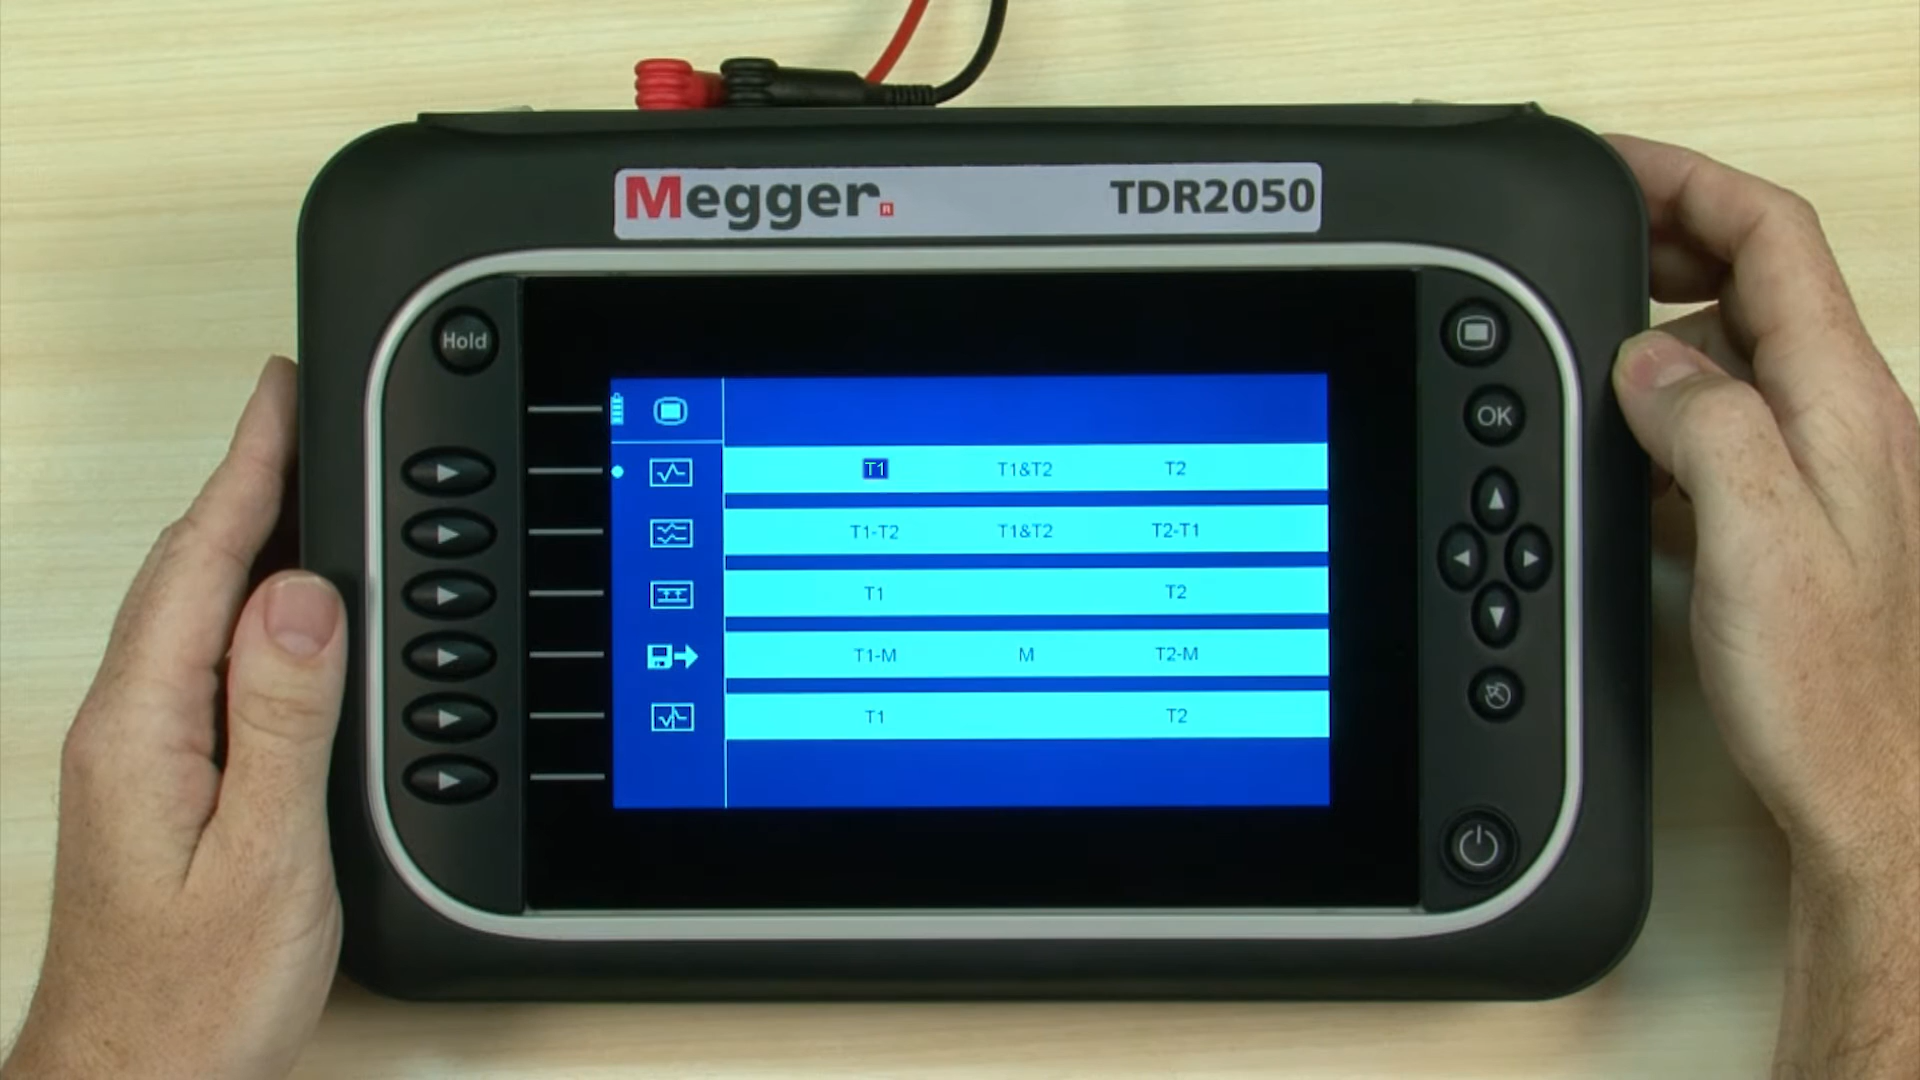 Megger.
TDR2050
Hold
OK
T1 T1&T2 T2
T1-T2 T1&T2 T2-T1
T1 T2
T1-M M T2-M
T1 T2